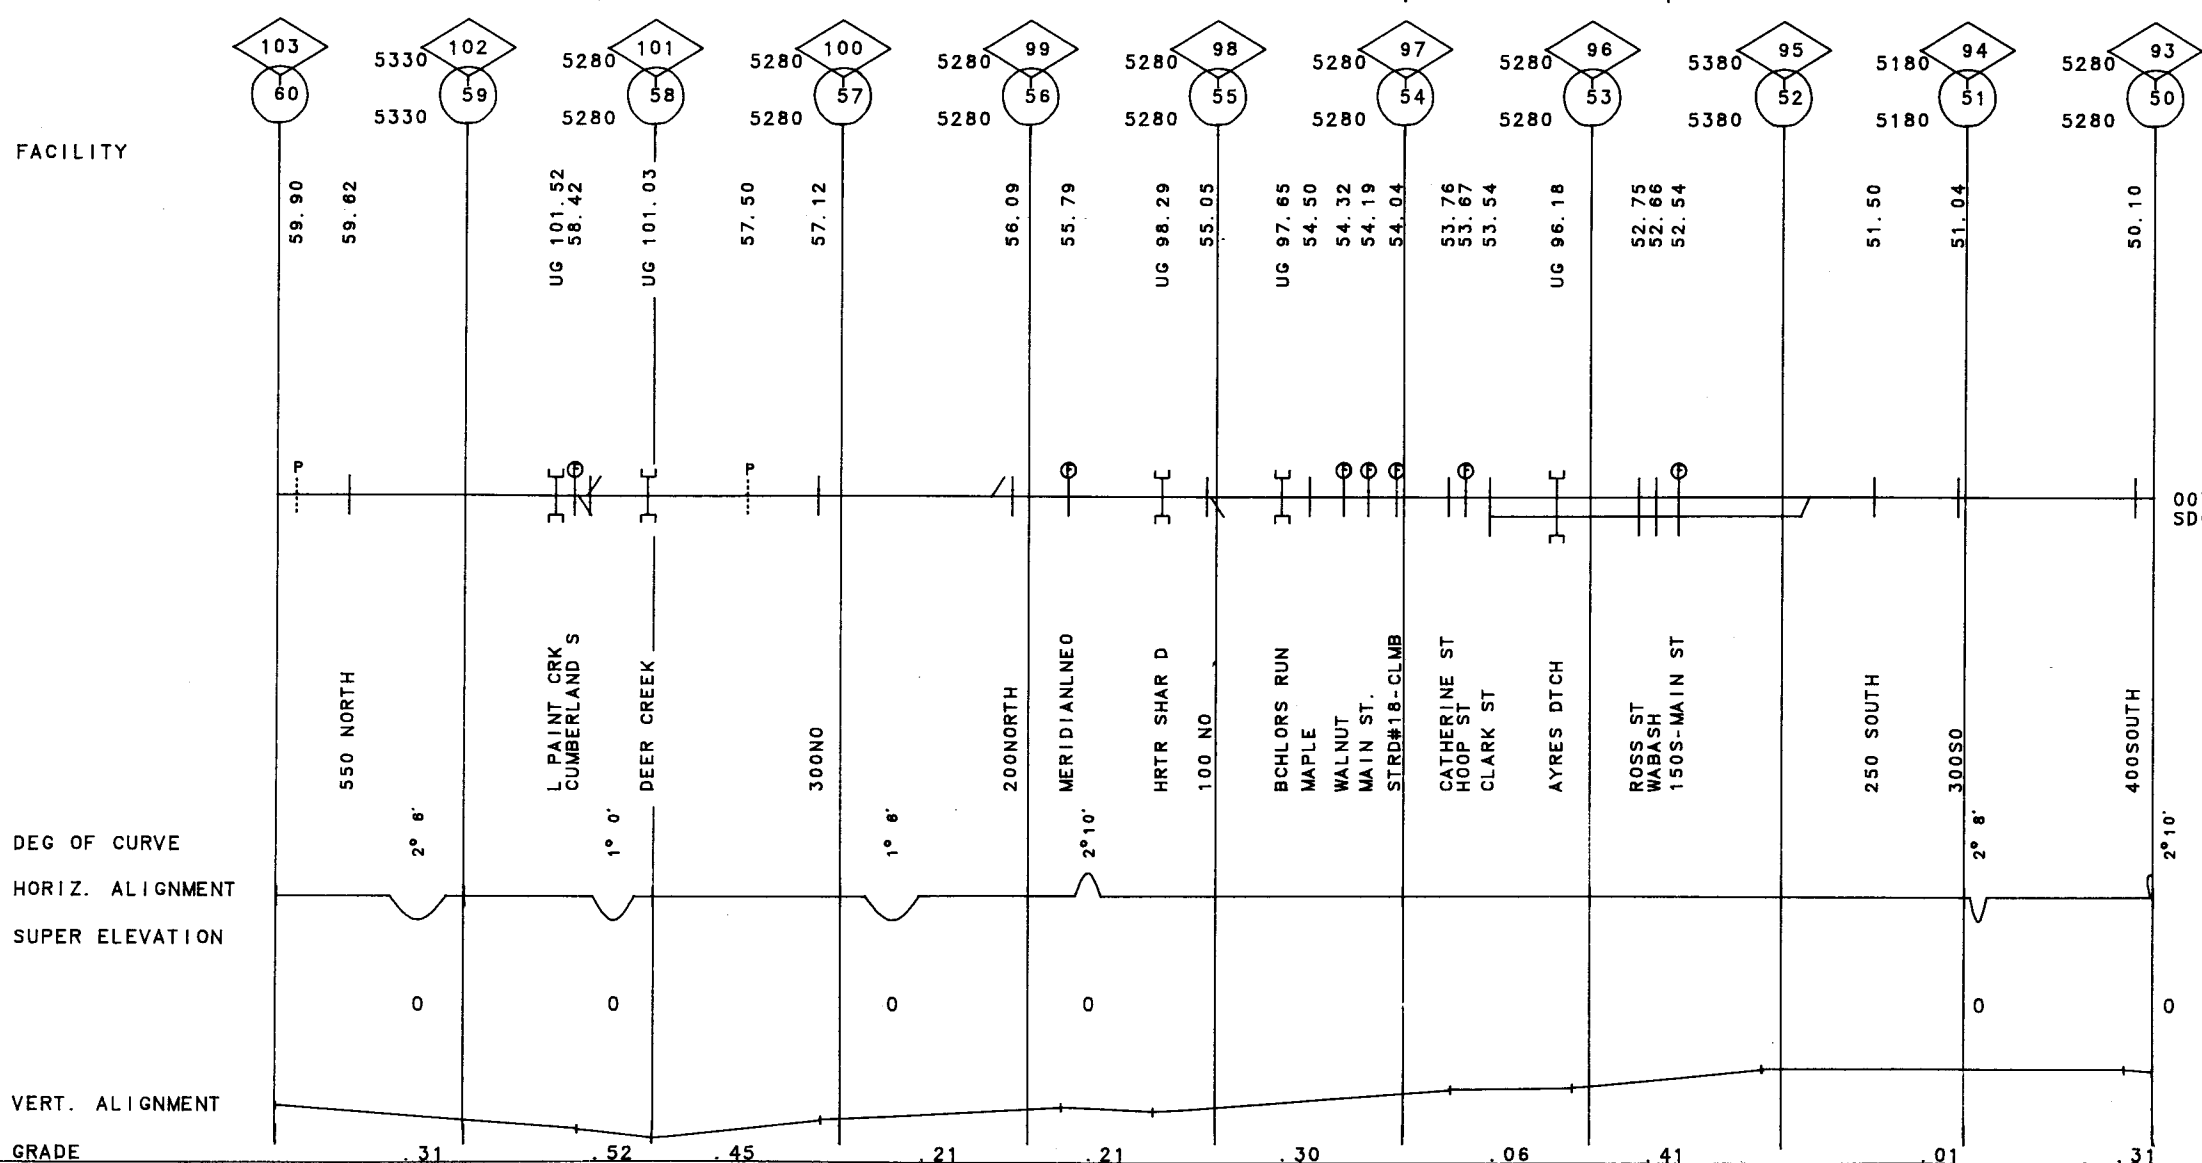 103 102 101 100 99 98 97 96 95 94 93
5330 5280 5280 5280 5280 5280 5280 5380 5180 5280
60 59 58 57 56 55 54 53 52 51 50
5330 5280 5280 5280 5280 5280 5280 5380 5180 5280
FACILITY
59.90
59.62
UG 101.52
58.42
UG 101.03
57.50
57.12
56.09
55.79
UG 98.29
55.05
UG 97.65
54.50
54.32
54.19
54.04
53.76
53.67
53.54
UG 96.18
52.75
52.66
52.54
51.50
51.04
50.10
P F P F F F F F F
00
SD
550 NORTH
L PAINT CRK
CUMBERLAND S
DEER CREEK
300NO
200NORTH
MERIDIANLNEO
HRTR SHAR D
100 NO
BCHLORS RUN
MAPLE
WALNUT
MAIN ST.
STRD#18-CLMB
CATHERINE ST
HOOP ST
CLARK ST
AYRES DTCH
ROSS ST
WABASH
150S-MAIN ST
250 SOUTH
300SO
400SOUTH
DEG OF CURVE
2° 6' 1° 0' 1° 6' 2°10' 2° 8' 2°10'
HORIZ. ALIGNMENT
SUPER ELEVATION
0 0 0 0 0 0
VERT. ALIGNMENT
GRADE .31 .52 .45 .21 .21 .30 .06 .41 .01 .31